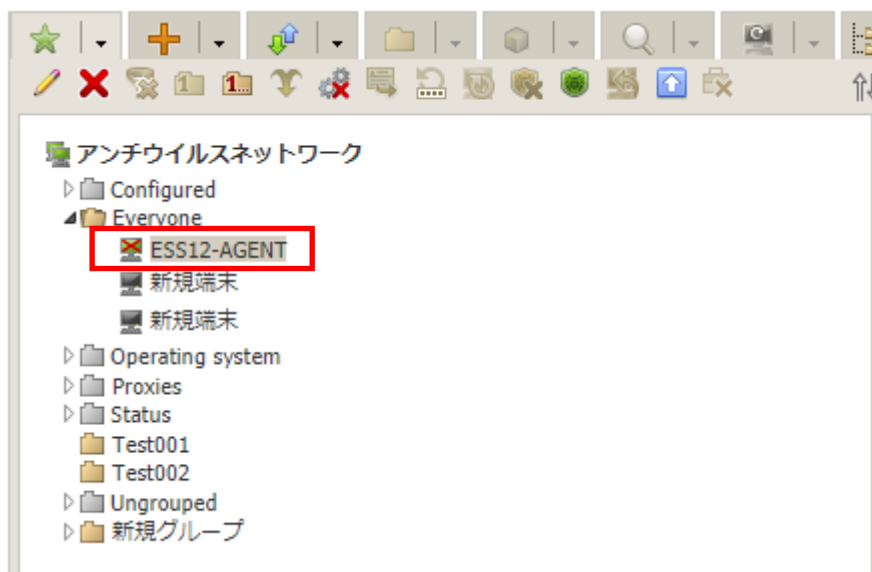 アンチウイルスネットワーク
Configured
Everyone
ESS12-AGENT
新規端末
新規端末
Operating system
Proxies
Status
Test001
Test002
Ungrouped
新規グループ